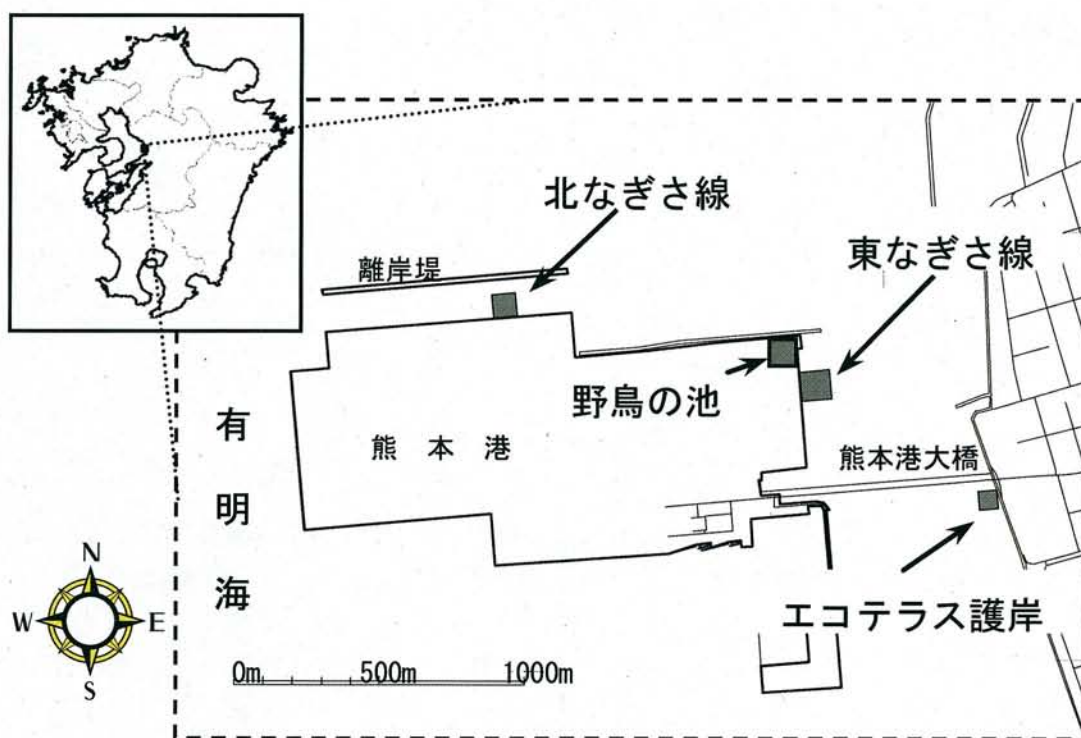 北なぎさ線
東なぎさ線
離岸堤
野鳥の池
有明海
熊本港
熊本港大橋
エコテラス護岸
N
W
E
S
0m
500m
1000m